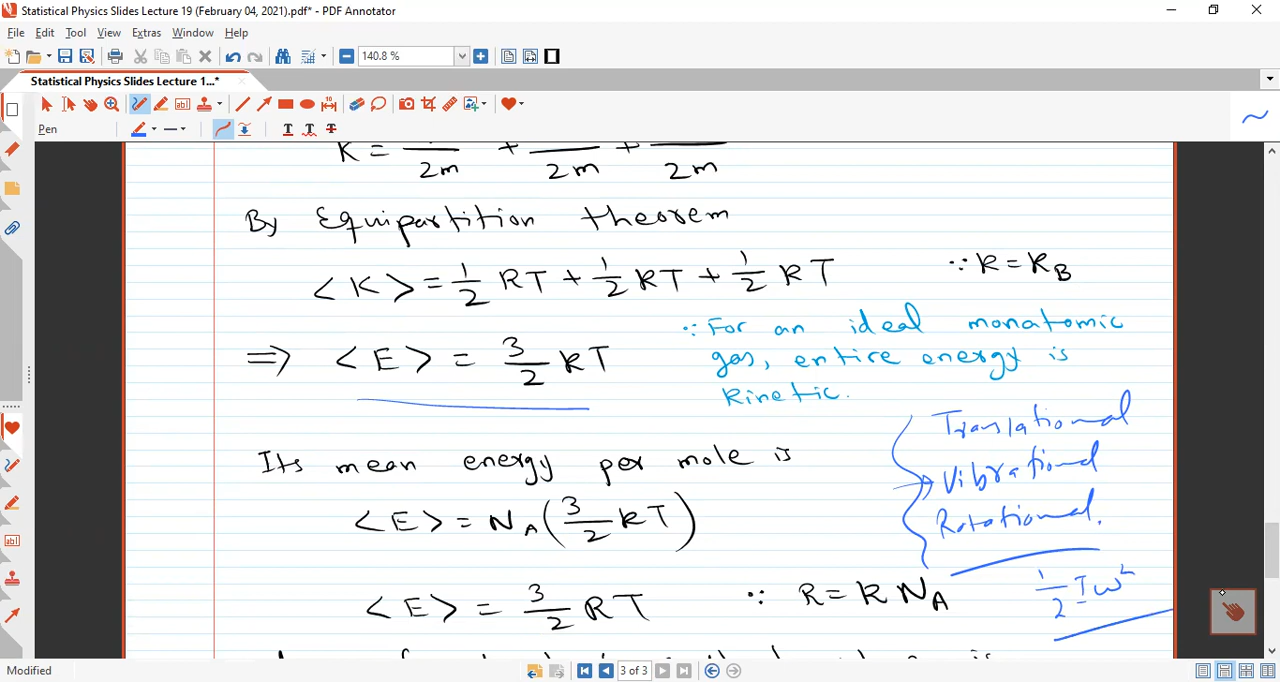 Statistical Physics Slides Lecture 19 (February 04, 2021).pdf* - PDF Annotator
File Edit Tool View Extras Window Help
140.8 %
Statistical Physics Slides Lecture 1...*
Pen
K = — + — + —
2m 2m 2m
By Equipartition theorem
<K> = 1/2 kT + 1/2 kT + 1/2 kT ∵ k = k_B
∵ For an ideal monatomic
gas, entire energy is
kinetic.
⇒ <E> = 3/2 kT
Translational
Vibrational
Rotational.
1/2 Iω²
Its mean energy per mole is
<E> = N_A (3/2 kT)
<E> = 3/2 RT ∵ R = k N_A
Modified
3 of 3